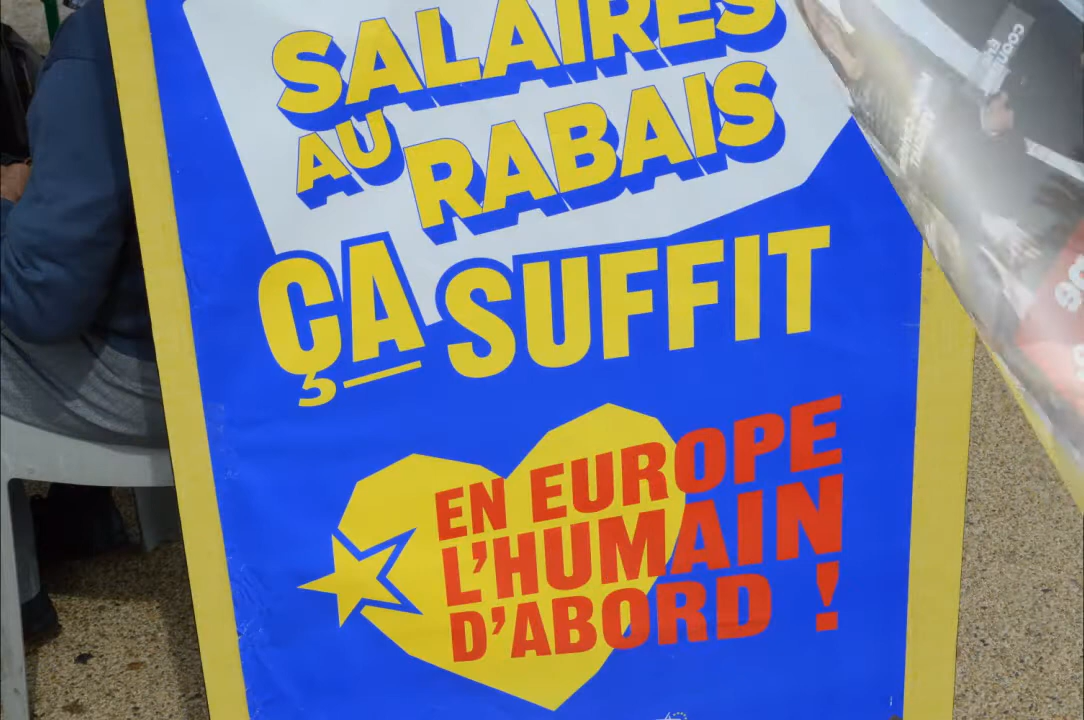 SALAIRES
AU RABAIS
ÇA SUFFIT
EN EUROPE
L'HUMAIN
D'ABORD !